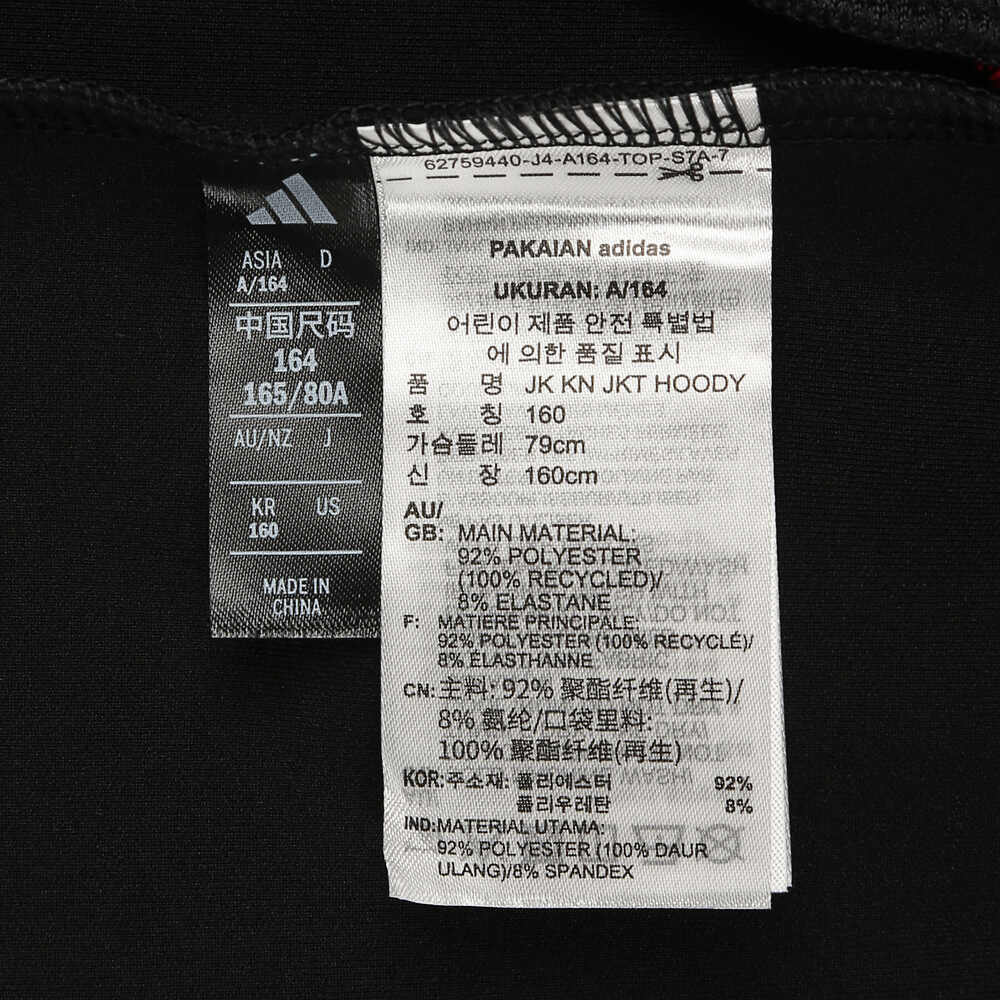 62759440-J4-A164-TOP-S7A-7
ASIA D
A/164
中国尺码
164
165/80A
AU/NZ J
KR US
160
MADE IN
CHINA
PAKAIAN adidas
UKURAN: A/164
어린이 제품 안전 특별법
에 의한 품질 표시
품 명 JK KN JKT HOODY
호 칭 160
가슴둘레 79cm
신 장 160cm
AU/
GB: MAIN MATERIAL:
92% POLYESTER
(100% RECYCLED)/
8% ELASTANE
F: MATIERE PRINCIPALE:
92% POLYESTER (100% RECYCLÉ)/
8% ÉLASTHANNE
CN: 主料: 92% 聚酯纤维(再生)/
8% 氨纶/口袋里料:
100% 聚酯纤维(再生)
KOR: 주소재: 폴리에스터 92%
폴리우레탄 8%
IND: MATERIAL UTAMA:
92% POLYESTER (100% DAUR
ULANG)/8% SPANDEX